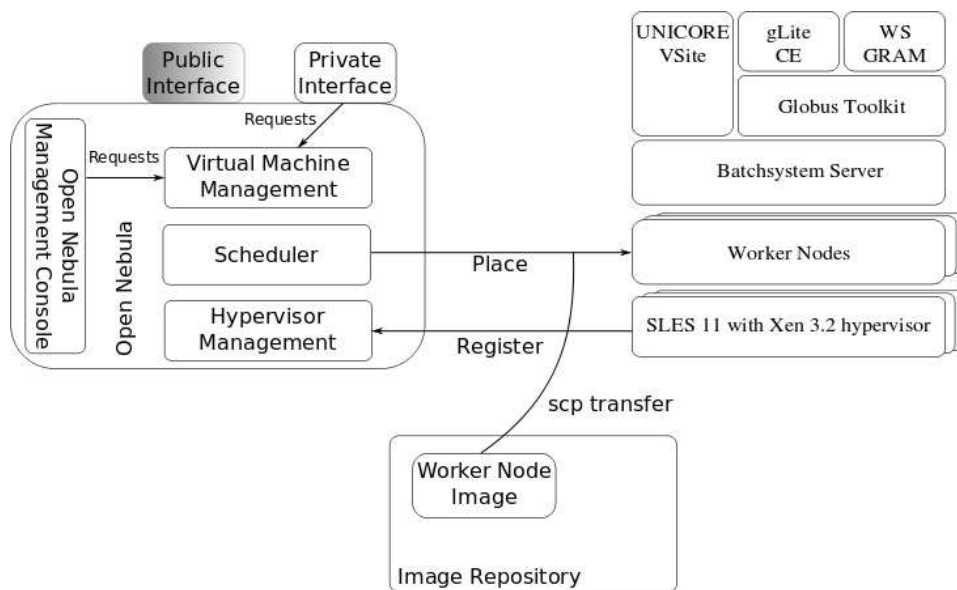 Public
Interface
Private
Interface
Requests
Open Nebula
Management Console
Requests
Virtual Machine
Management
Open Nebula
Scheduler
Hypervisor
Management
Place
Register
scp transfer
UNICORE
VSite
gLite
CE
WS
GRAM
Globus Toolkit
Batchsystem Server
Worker Nodes
SLES 11 with Xen 3.2 hypervisor
Worker Node
Image
Image Repository